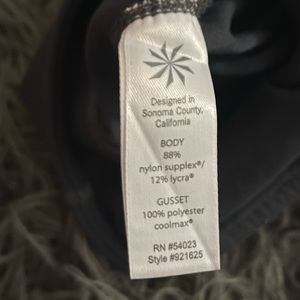 Designed in
Sonoma County,
California
BODY
88%
nylon supplex®/
12% lycra®
GUSSET
100% polyester
coolmax®
RN #54023
Style #921625